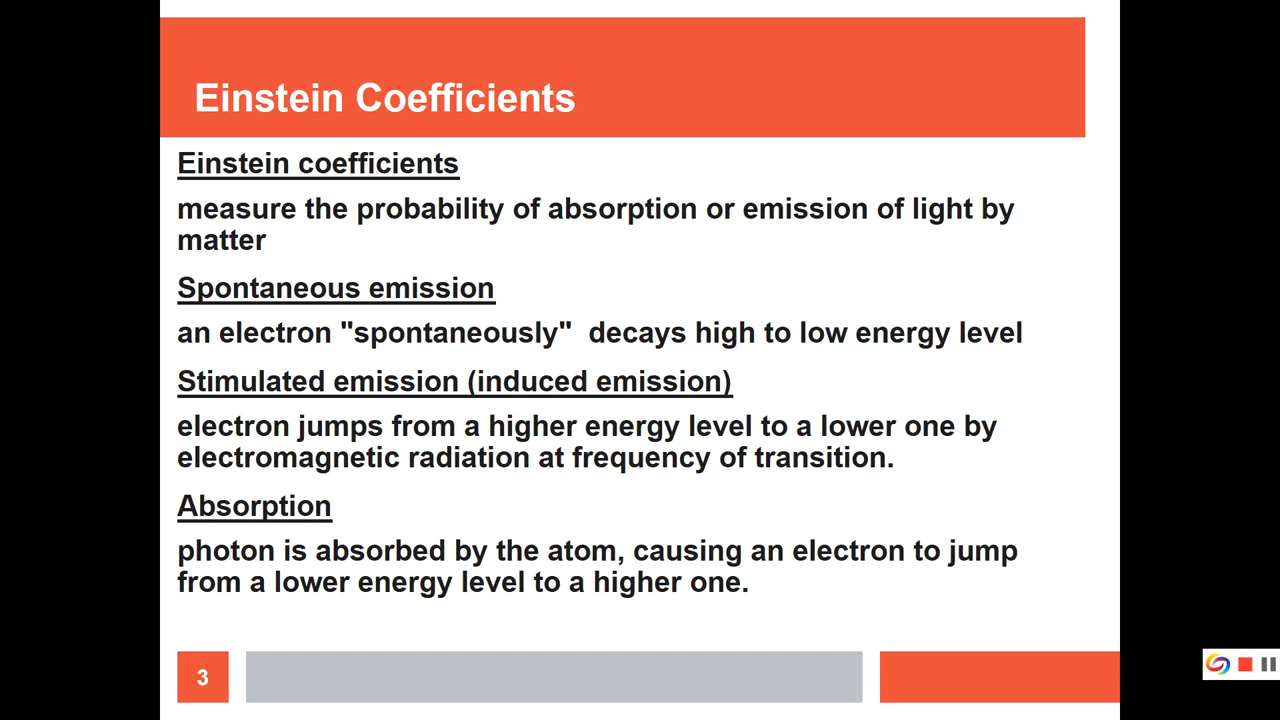 Einstein Coefficients
Einstein coefficients
measure the probability of absorption or emission of light by
matter
Spontaneous emission
an electron "spontaneously"  decays high to low energy level
Stimulated emission (induced emission)
electron jumps from a higher energy level to a lower one by
electromagnetic radiation at frequency of transition.
Absorption
photon is absorbed by the atom, causing an electron to jump
from a lower energy level to a higher one.
3